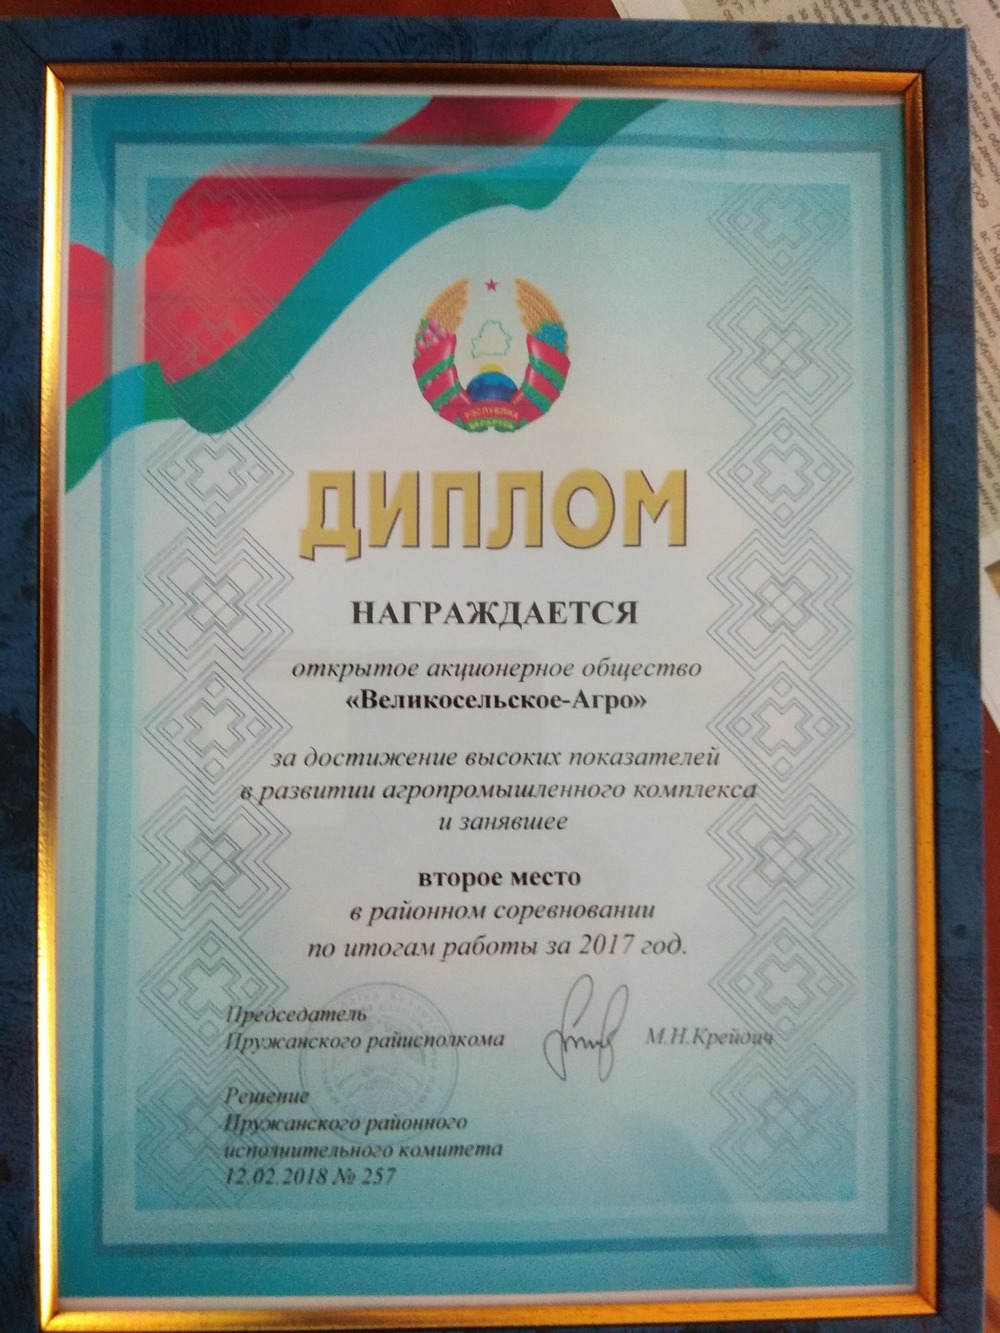 РЭСПУБЛІКА
БЕЛАРУСЬ
ДИПЛОМ
НАГРАЖДАЕТСЯ
открытое акционерное общество
«Великосельское-Агро»
за достижение высоких показателей
в развитии агропромышленного комплекса
и занявшее
второе место
в районном соревновании
по итогам работы за 2017 год.
Председатель
Пружанского райисполкома
М.Н.Крейдич
Решение
Пружанского районного
исполнительного комитета
12.02.2018 № 257